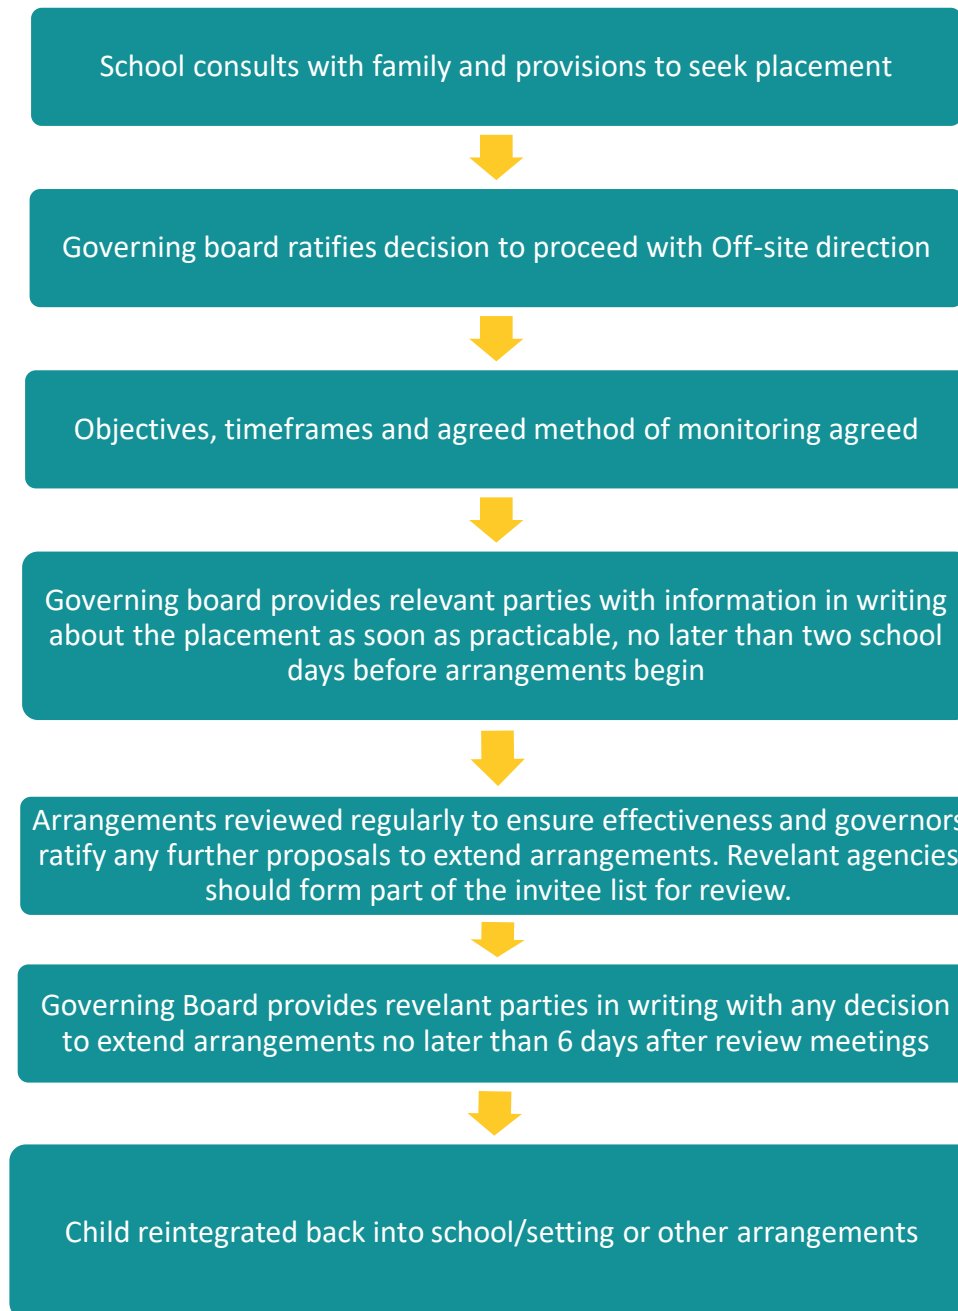 School consults with family and provisions to seek placement
Governing board ratifies decision to proceed with Off-site direction
Objectives, timeframes and agreed method of monitoring agreed
Governing board provides relevant parties with information in writing
about the placement as soon as practicable, no later than two school
days before arrangements begin
Arrangements reviewed regularly to ensure effectiveness and governors
ratify any further proposals to extend arrangements. Revelant agencies
should form part of the invitee list for review.
Governing Board provides revelant parties in writing with any decision
to extend arrangements no later than 6 days after review meetings
Child reintegrated back into school/setting or other arrangements